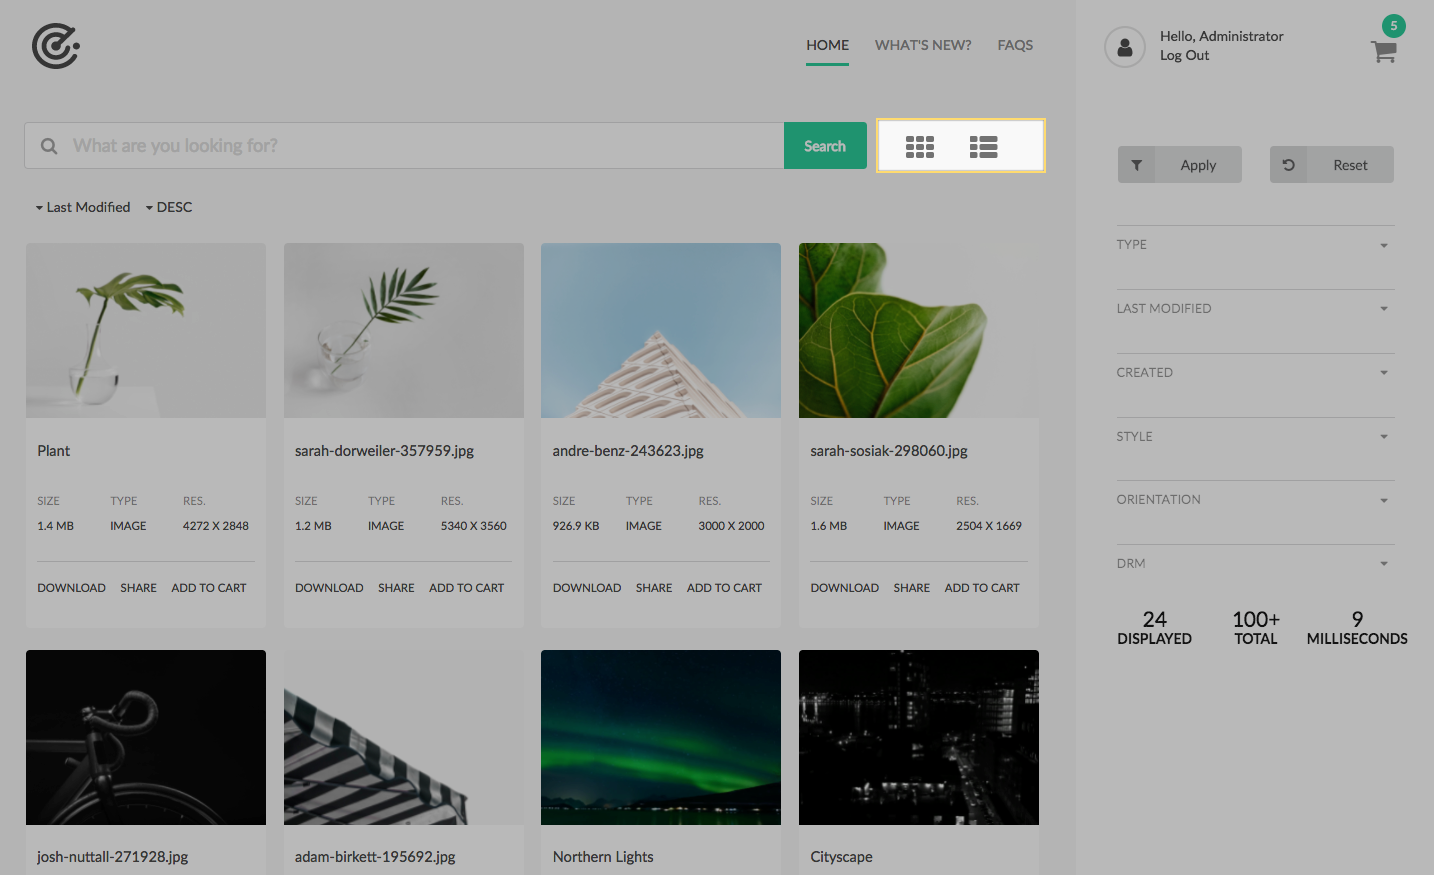 HOME WHAT'S NEW? FAQS
Hello, Administrator
Log Out
5
What are you looking for?
Search
Apply
Reset
Last Modified DESC
TYPE
LAST MODIFIED
CREATED
STYLE
ORIENTATION
DRM
24 100+ 9
DISPLAYED TOTAL MILLISECONDS
Plant
SIZE TYPE RES.
1.4 MB IMAGE 4272 X 2848
DOWNLOAD SHARE ADD TO CART
sarah-dorweiler-357959.jpg
SIZE TYPE RES.
1.2 MB IMAGE 5340 X 3560
DOWNLOAD SHARE ADD TO CART
andre-benz-243623.jpg
SIZE TYPE RES.
926.9 KB IMAGE 3000 X 2000
DOWNLOAD SHARE ADD TO CART
sarah-sosiak-298060.jpg
SIZE TYPE RES.
1.6 MB IMAGE 2504 X 1669
DOWNLOAD SHARE ADD TO CART
josh-nuttall-271928.jpg
adam-birkett-195692.jpg
Northern Lights
Cityscape